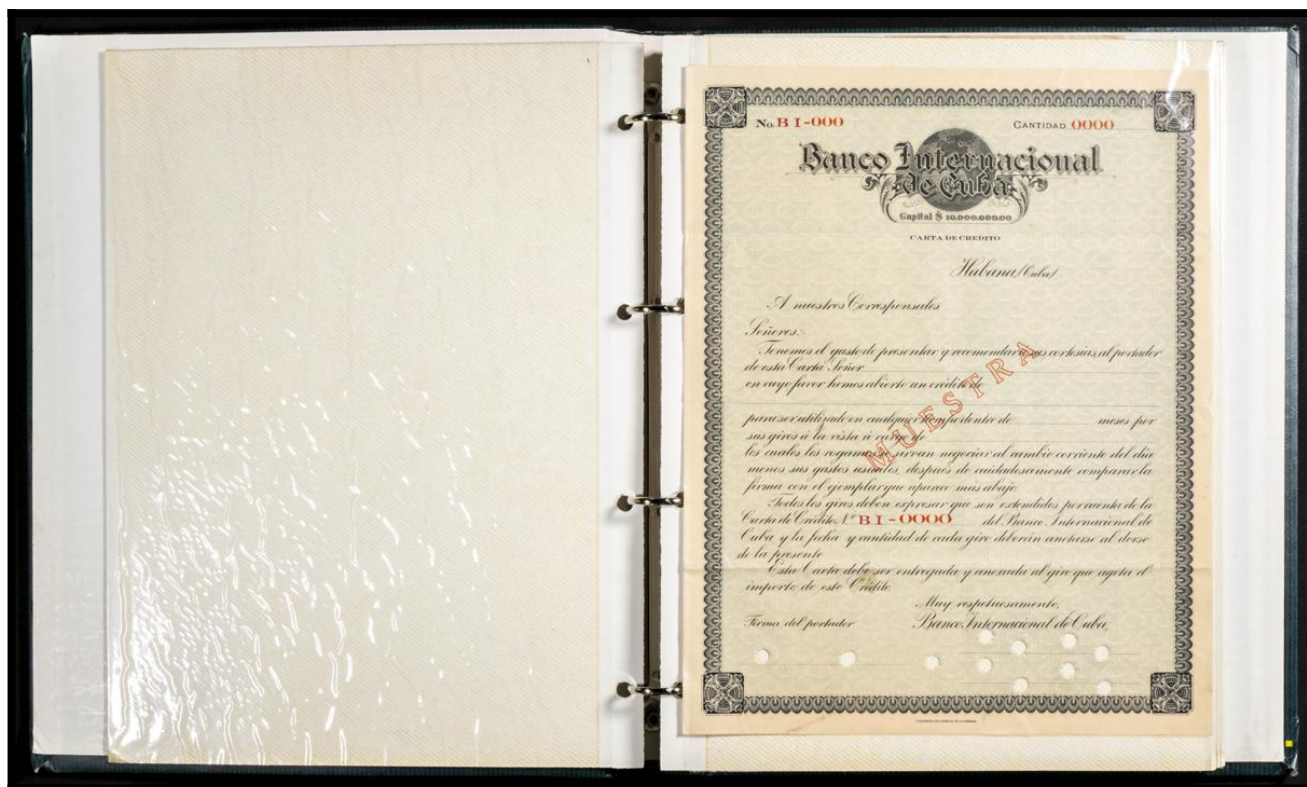 No. B I-000
CANTIDAD 0000
Banco Internacional
de Cuba
Capital $ 10.000.000.00
CARTA DE CREDITO
Habana (Cuba)
A nuestros Corresponsales
Señores:-
Tenemos el gusto de presentar y recomendar a sus cortesias, al portador
de esta Carta Señor
en cuyo favor hemos abierto un crédito de
para ser utilizado en cualquier tiempo dentro de meses por
sus giros á la vista á cargo de
los cuales les rogamos se sirvan negociar al cambio corriente del dia
menos sus gastos usuales, después de cuidadosamente comparar la
firma con el ejemplar que aparece más abajo.
Todos los giros deben expresar que son extendidos por cuenta de la
Carta de Crédito N.º B I-0000 del Banco Internacional de
Cuba y la fecha y cantidad de cada giro deberán anotarse al dorso
de la presente
Esta Carta debe ser entregada y anexada al giro que agota el
importe de este Crédito.
Muy respetuosamente,
Firma del portador
Banco Internacional de Cuba,
MUESTRA